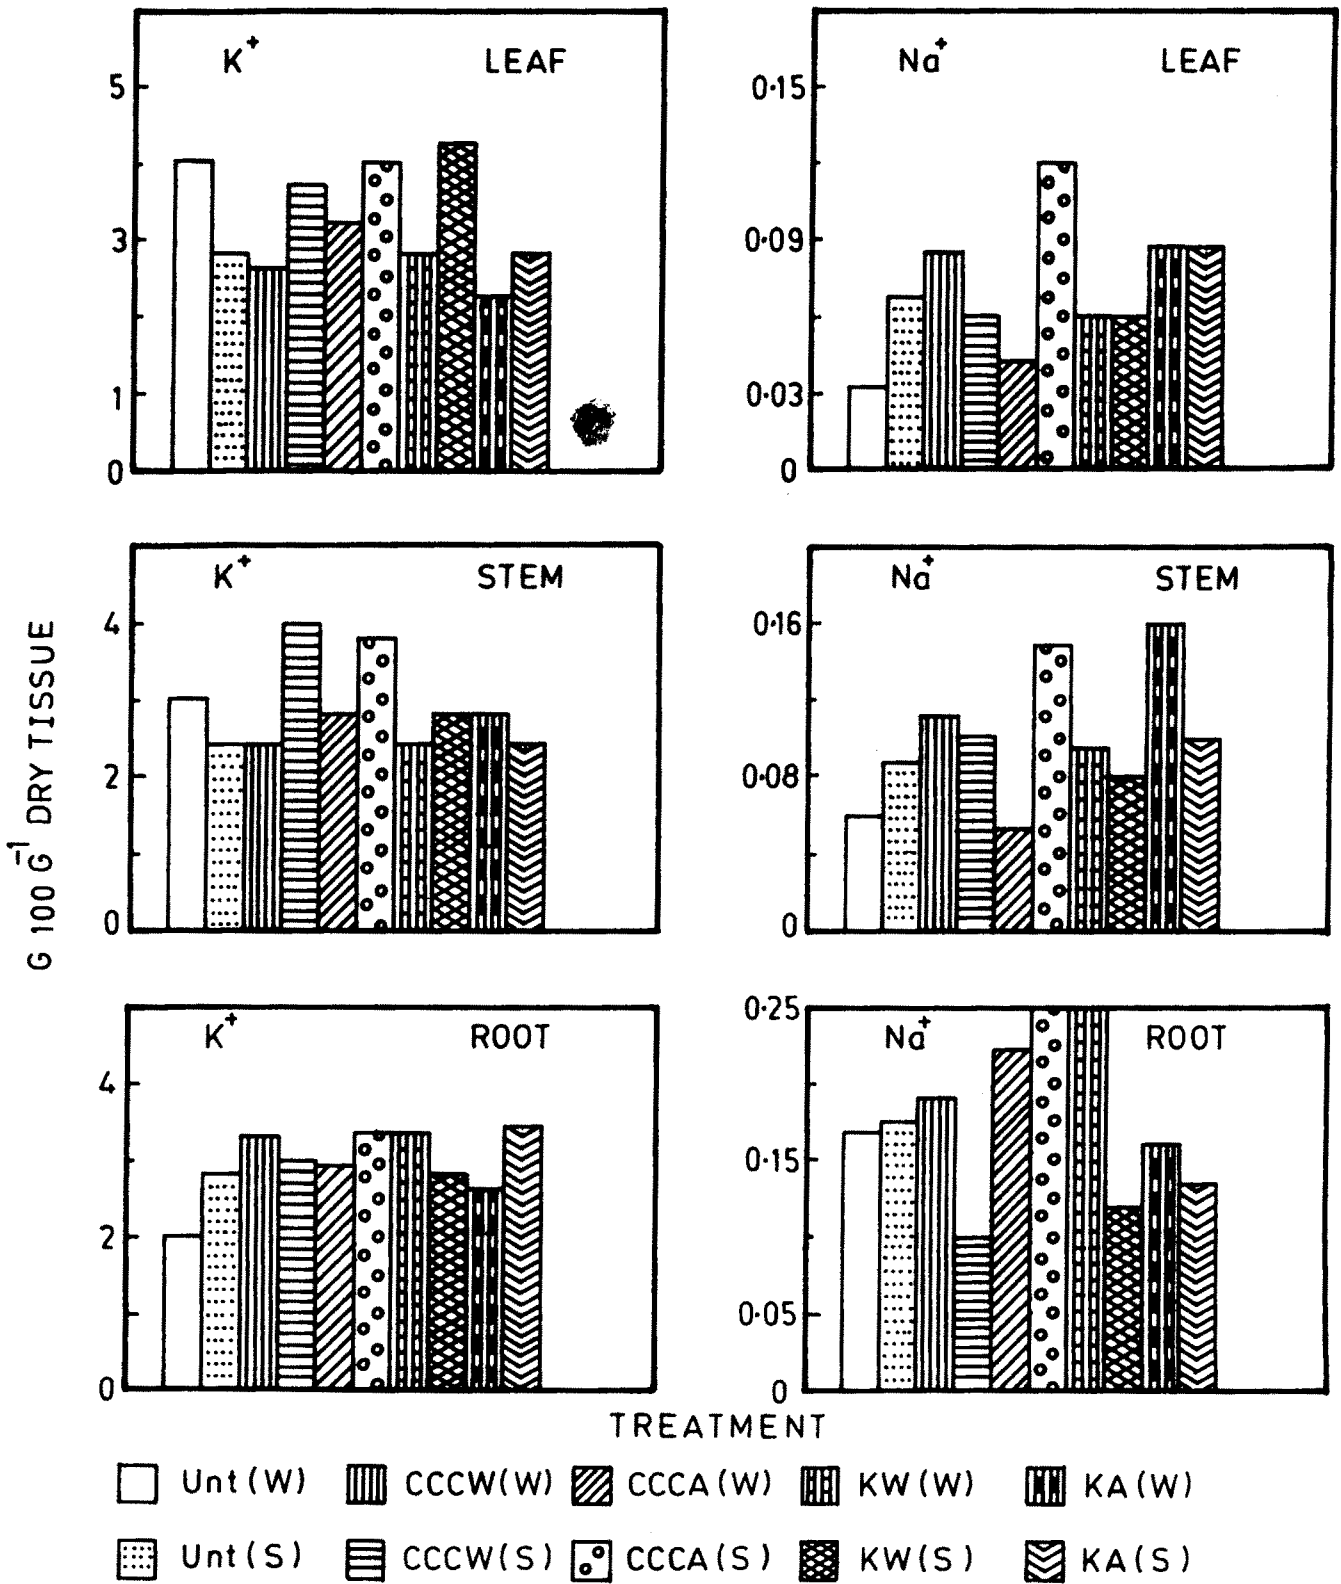 K+ LEAF
5
3
1
0
Na+ LEAF
0·15
0·09
0·03
0
K+ STEM
4
2
0
Na+ STEM
0·16
0·08
0
K+ ROOT
4
2
0
Na+ ROOT
0·25
0·15
0·05
0
G 100 G-1 DRY TISSUE
TREATMENT
Unt (W) CCCW(W) CCCA (W) KW (W) KA (W)
Unt (S) CCCW(S) CCCA (S) KW (S) KA (S)